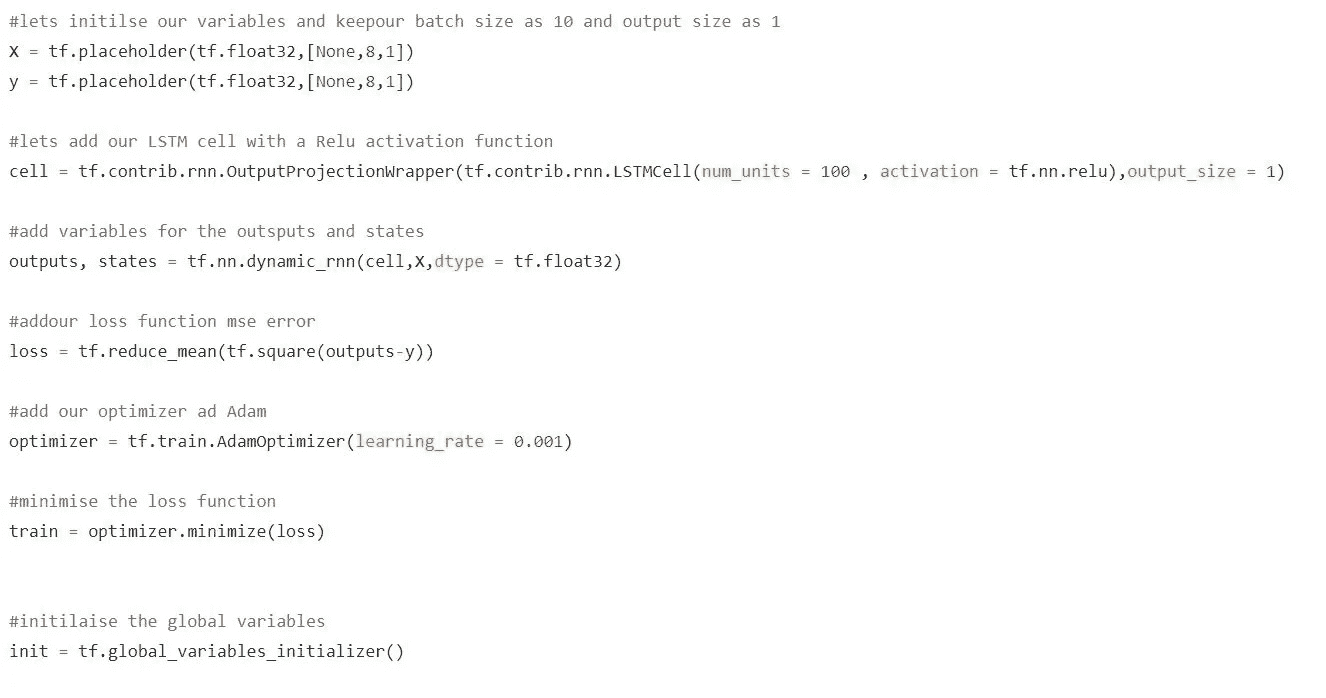 #lets initilse our variables and keepour batch size as 10 and output size as 1
X = tf.placeholder(tf.float32,[None,8,1])
y = tf.placeholder(tf.float32,[None,8,1])
#lets add our LSTM cell with a Relu activation function
cell = tf.contrib.rnn.OutputProjectionWrapper(tf.contrib.rnn.LSTMCell(num_units = 100 , activation = tf.nn.relu),output_size = 1)
#add variables for the outsputs and states
outputs, states = tf.nn.dynamic_rnn(cell,X,dtype = tf.float32)
#addour loss function mse error
loss = tf.reduce_mean(tf.square(outputs-y))
#add our optimizer ad Adam
optimizer = tf.train.AdamOptimizer(learning_rate = 0.001)
#minimise the loss function
train = optimizer.minimize(loss)
#initilaise the global variables
init = tf.global_variables_initializer()